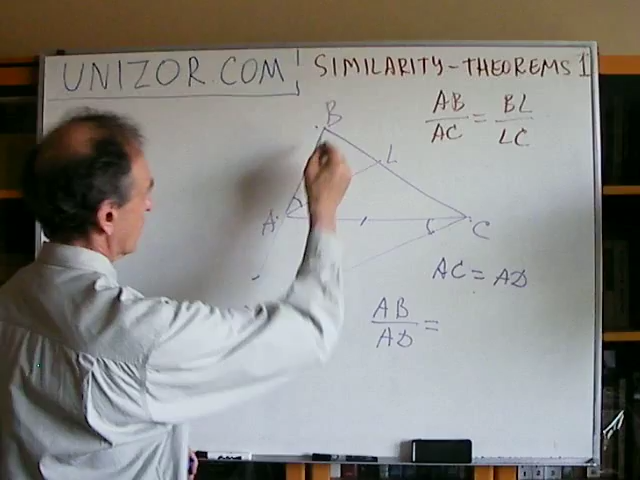 UNIZOR.COM
SIMILARITY-THEOREMS 1
AB/AC = BL/LC
B
L
A
C
AC = AD
AB/AD =